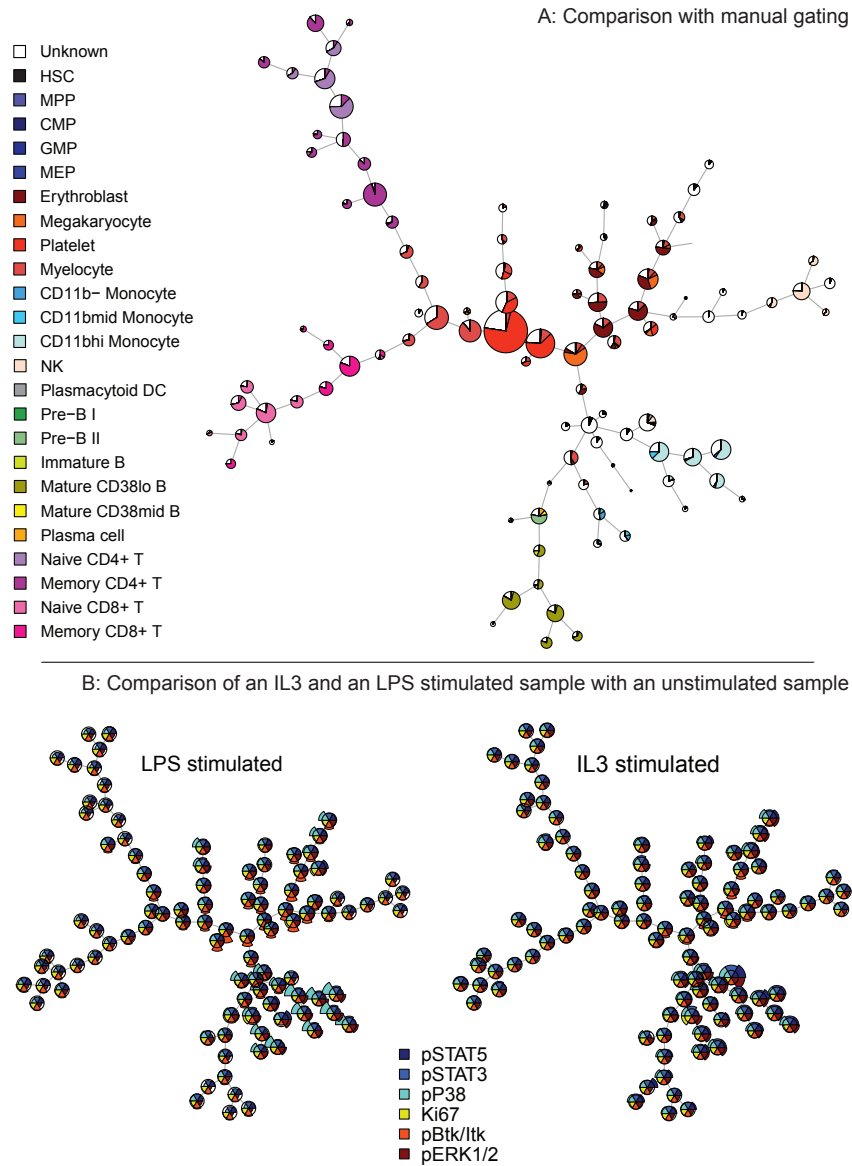 A: Comparison with manual gating
Unknown
HSC
MPP
CMP
GMP
MEP
Erythroblast
Megakaryocyte
Platelet
Myelocyte
CD11b− Monocyte
CD11bmid Monocyte
CD11bhi Monocyte
NK
Plasmacytoid DC
Pre−B I
Pre−B II
Immature B
Mature CD38lo B
Mature CD38mid B
Plasma cell
Naive CD4+ T
Memory CD4+ T
Naive CD8+ T
Memory CD8+ T
B: Comparison of an IL3 and an LPS stimulated sample with an unstimulated sample
LPS stimulated
IL3 stimulated
pSTAT5
pSTAT3
pP38
Ki67
pBtk/Itk
pERK1/2